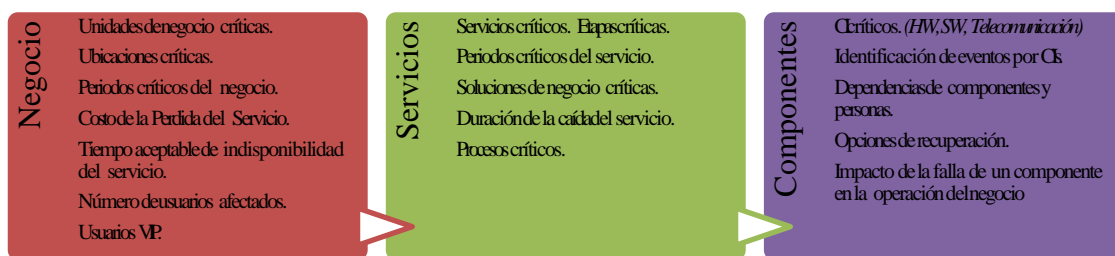 Negocio
Unidades de negocio críticas.
Ubicaciones críticas.
Periodos críticos del negocio.
Costo de la Perdida del Servicio.
Tiempo aceptable de indisponibilidad
del servicio.
Número de usuarios afectados.
Usuarios VIP.
Servicios
Servicios críticos. Etapas críticas.
Periodos críticos del servicio.
Soluciones de negocio críticas.
Duración de la caída del servicio.
Procesos críticos.
Componentes
CI críticos. (HW, SW, Telecomunicación)
Identificación de eventos por CIs.
Dependencias de componentes y
personas.
Opciones de recuperación.
Impacto de la falla de un componente
en la operación del negocio